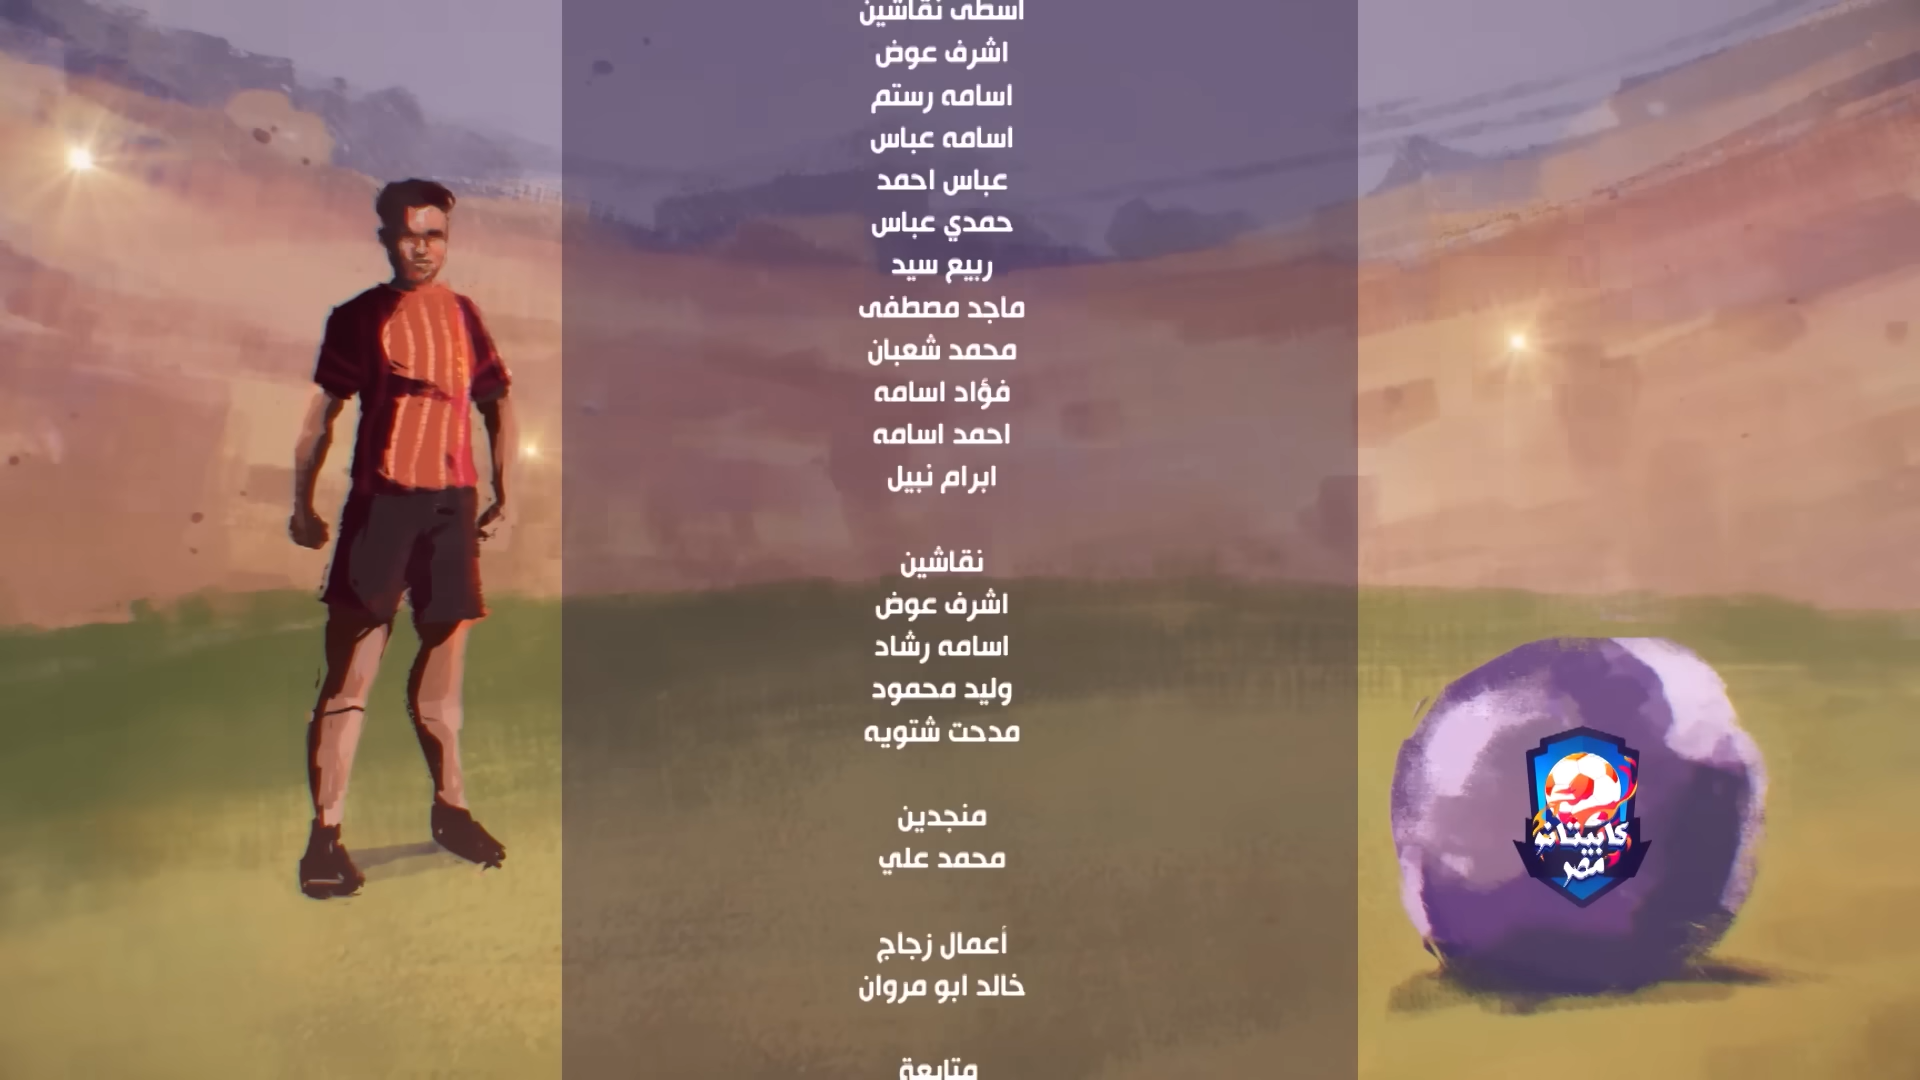 اسطى نقاشين
اشرف عوض
اسامه رستم
اسامه عباس
عباس احمد
حمدي عباس
ربيع سيد
ماجد مصطفى
محمد شعبان
فؤاد اسامه
احمد اسامه
ابرام نبيل
نقاشين
اشرف عوض
اسامه رشاد
وليد محمود
مدحت شتويه
منجدين
محمد علي
أعمال زجاج
خالد ابو مروان
متابعة
كابيتانو
مصر